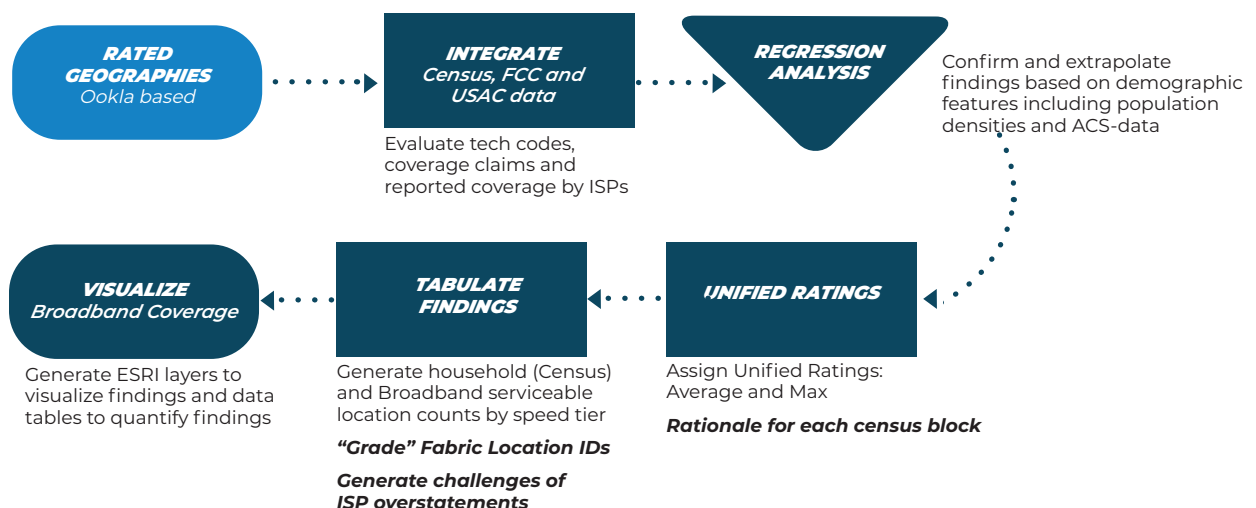 RATED
GEOGRAPHIES
Ookla based
INTEGRATE
Census, FCC and
USAC data
Evaluate tech codes,
coverage claims and
reported coverage by ISPs
REGRESSION
ANALYSIS
Confirm and extrapolate
findings based on demographic
features including population
densities and ACS-data
VISUALIZE
Broadband Coverage
Generate ESRI layers to
visualize findings and data
tables to quantify findings
TABULATE
FINDINGS
Generate household (Census)
and Broadband serviceable
location counts by speed tier
“Grade” Fabric Location IDs
Generate challenges of
ISP overstatements
UNIFIED RATINGS
Assign Unified Ratings:
Average and Max
Rationale for each census block